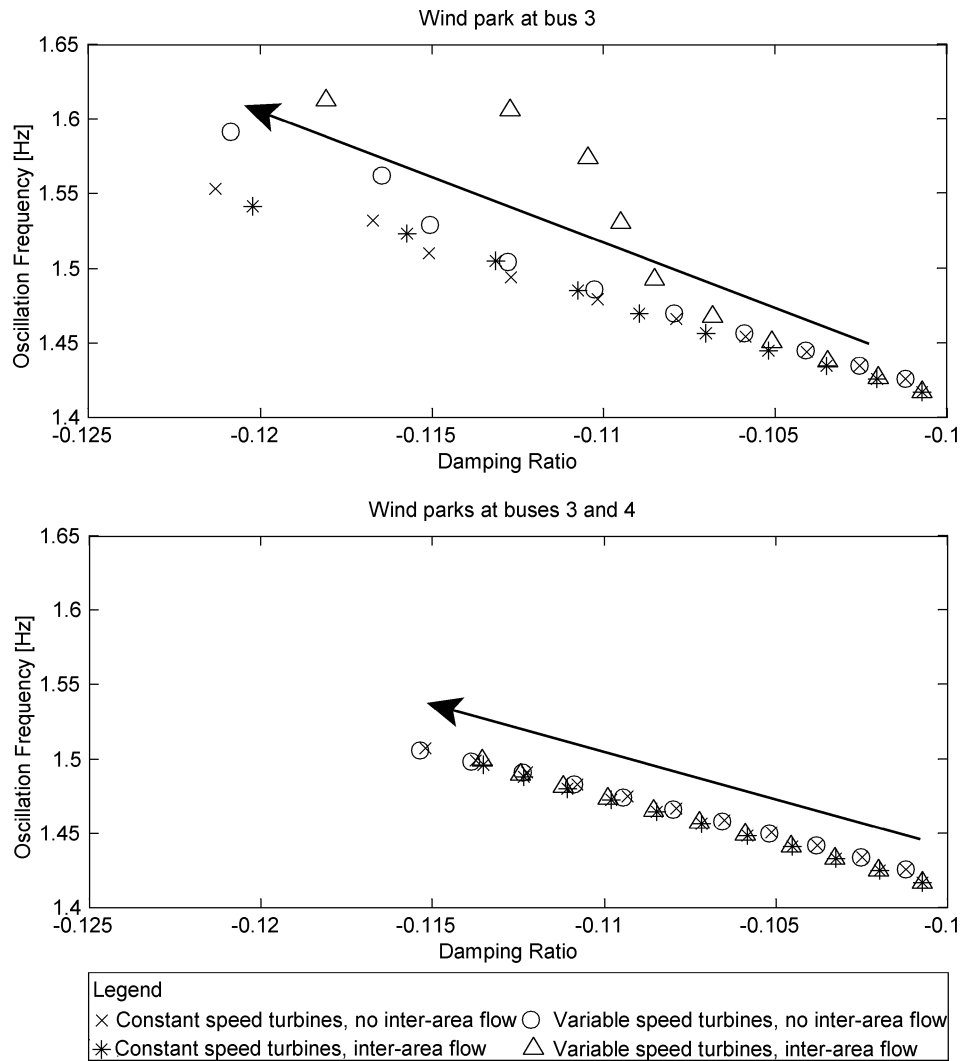 Wind park at bus 3
1.65
1.6
1.55
1.5
1.45
1.4
Oscillation Frequency [Hz]
-0.125 -0.12 -0.115 -0.11 -0.105 -0.1
Damping Ratio
Wind parks at buses 3 and 4
1.65
1.6
1.55
1.5
1.45
1.4
Oscillation Frequency [Hz]
-0.125 -0.12 -0.115 -0.11 -0.105 -0.1
Damping Ratio
Legend
Constant speed turbines, no inter-area flow Variable speed turbines, no inter-area flow
Constant speed turbines, inter-area flow Variable speed turbines, inter-area flow